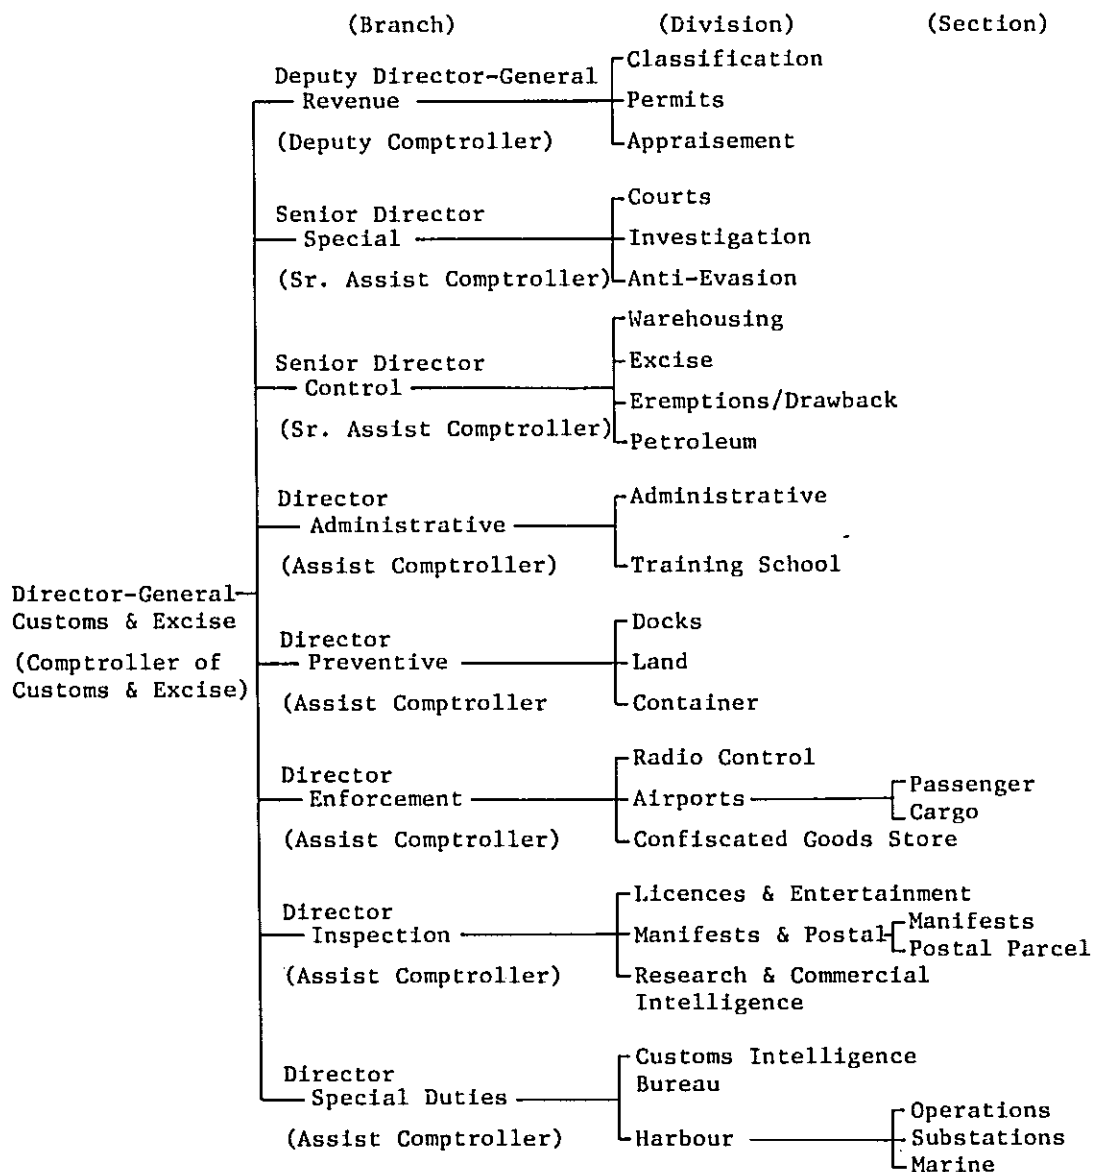 (Branch) (Division) (Section)
Deputy Director-General
Revenue
(Deputy Comptroller)
Classification
Permits
Appraisement
Senior Director
Special
(Sr. Assist Comptroller)
Courts
Investigation
Anti-Evasion
Senior Director
Control
(Sr. Assist Comptroller)
Warehousing
Excise
Eremptions/Drawback
Petroleum
Director
Administrative
(Assist Comptroller)
Administrative
Training School
Director-General
Customs & Excise
(Comptroller of
Customs & Excise)
Director
Preventive
(Assist Comptroller
Docks
Land
Container
Director
Enforcement
(Assist Comptroller)
Radio Control
Airports
Confiscated Goods Store
Passenger
Cargo
Director
Inspection
(Assist Comptroller)
Licences & Entertainment
Manifests & Postal
Research & Commercial
Intelligence
Manifests
Postal Parcel
Director
Special Duties
(Assist Comptroller)
Customs Intelligence
Bureau
Harbour
Operations
Substations
Marine